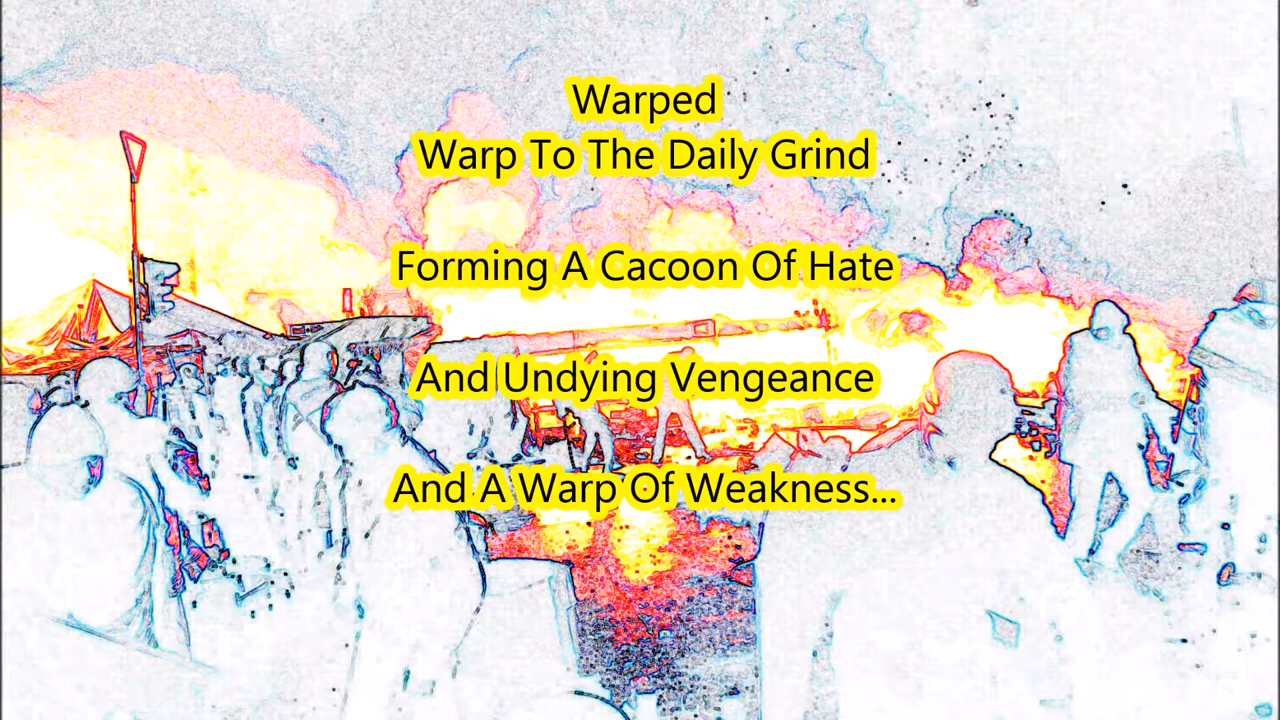 Warped
Warp To The Daily Grind
Forming A Cacoon Of Hate
And Undying Vengeance
And A Warp Of Weakness...